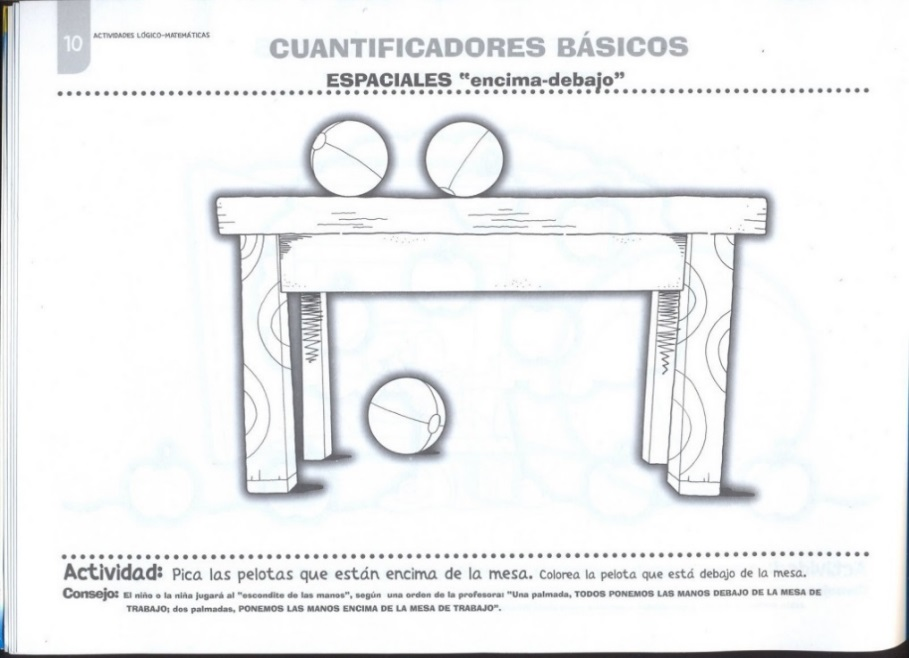 10
ACTIVIDADES LÓGICO-MATEMÁTICAS
CUANTIFICADORES BÁSICOS
ESPACIALES "encima-debajo"
Actividad: Pica las pelotas que están encima de la mesa. Colorea la pelota que está debajo de la mesa.
Consejo: El niño o la niña jugará al "escondite de las manos", según una orden de la profesora: "Una palmada, TODOS PONEMOS LAS MANOS DEBAJO DE LA MESA DE
TRABAJO; dos palmadas, PONEMOS LAS MANOS ENCIMA DE LA MESA DE TRABAJO".